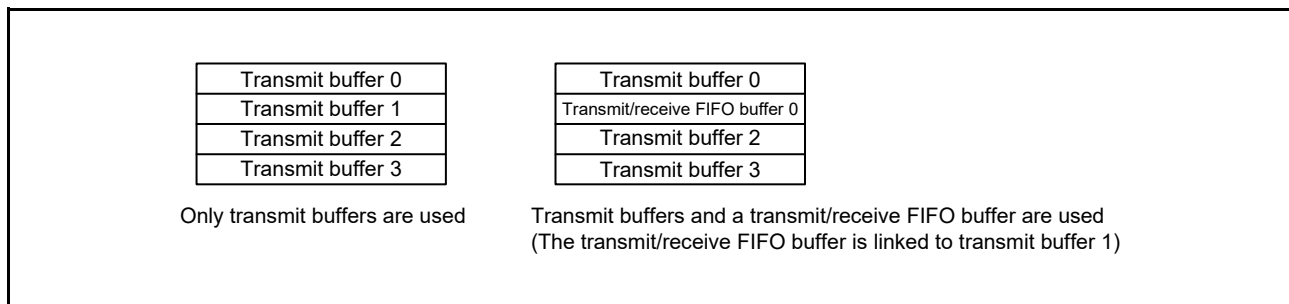 Transmit buffer 0
Transmit buffer 1
Transmit buffer 2
Transmit buffer 3
Only transmit buffers are used
Transmit buffer 0
Transmit/receive FIFO buffer 0
Transmit buffer 2
Transmit buffer 3
Transmit buffers and a transmit/receive FIFO buffer are used
(The transmit/receive FIFO buffer is linked to transmit buffer 1)